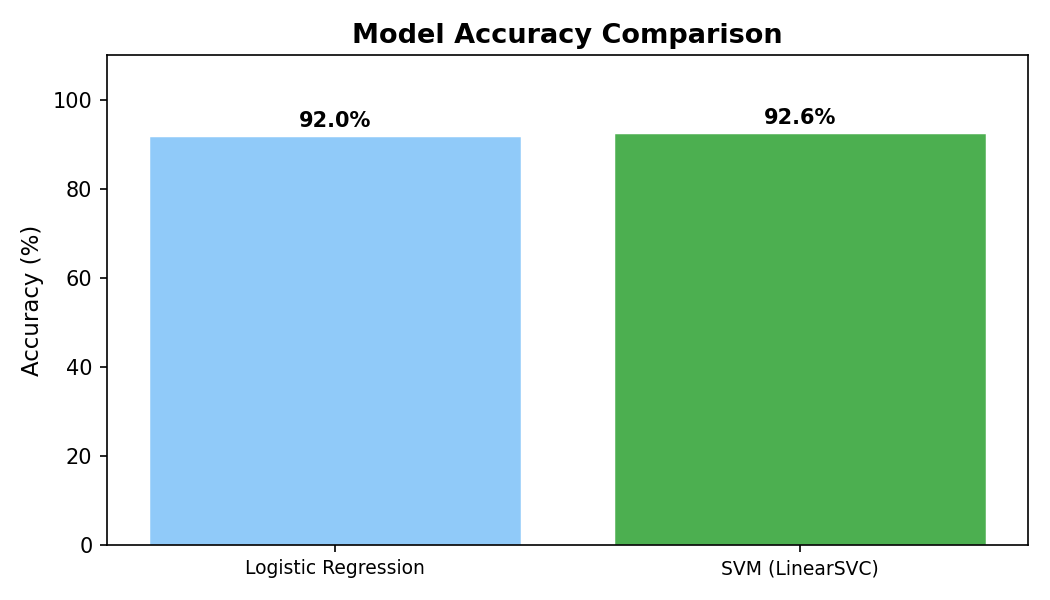 Model Accuracy Comparison
Accuracy (%)
100
80
60
40
20
0
92.0%
92.6%
Logistic Regression
SVM (LinearSVC)